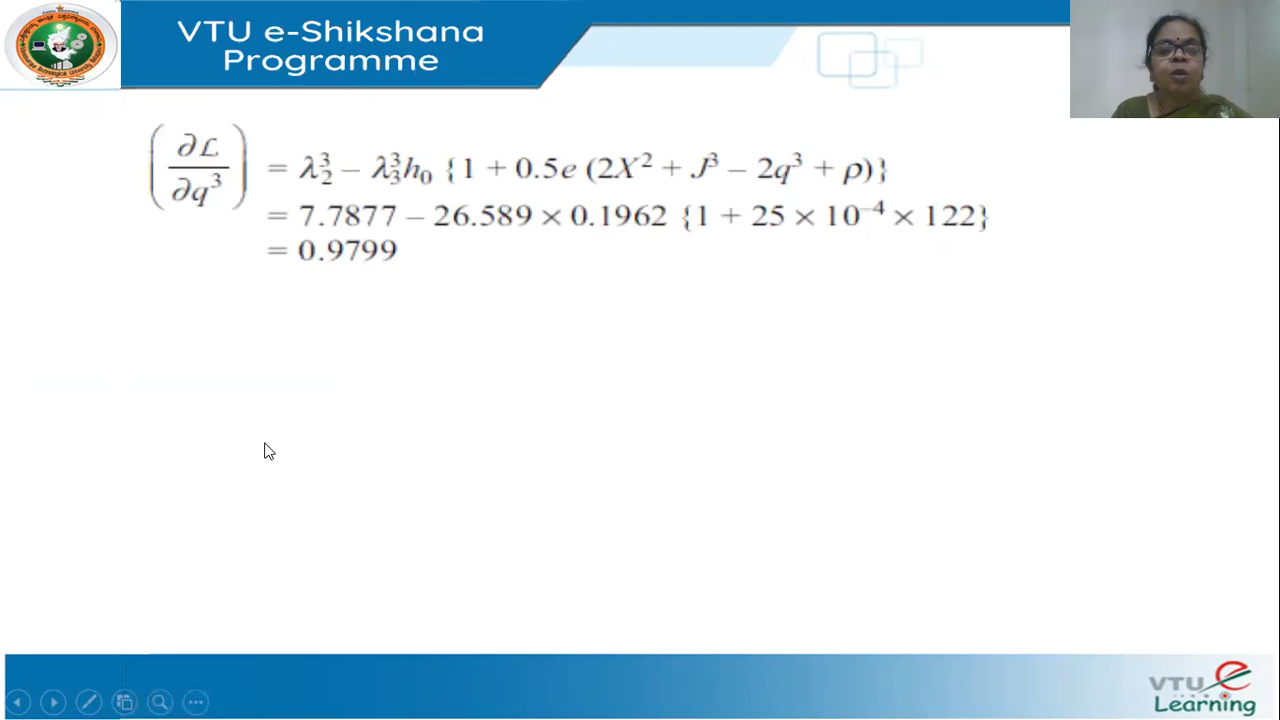 VTU e-Shikshana
Programme
(∂ℒ/∂q³) = λ₂³ − λ₃³h₀ {1 + 0.5e (2X² + J³ − 2q³ + ρ)}
= 7.7877 − 26.589 × 0.1962 {1 + 25 × 10⁻⁴ × 122}
= 0.9799
VTU e
Learning